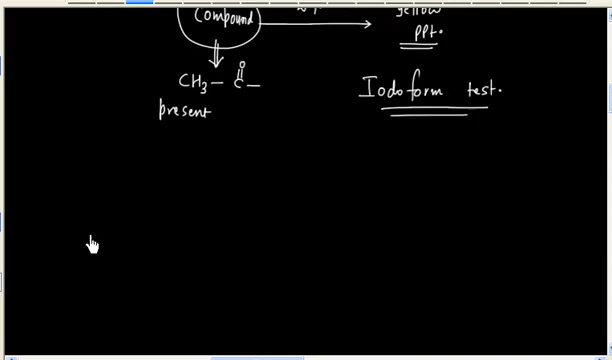 Compound
yellow
ppt.
CH3 — C —
O
present
Iodoform test.